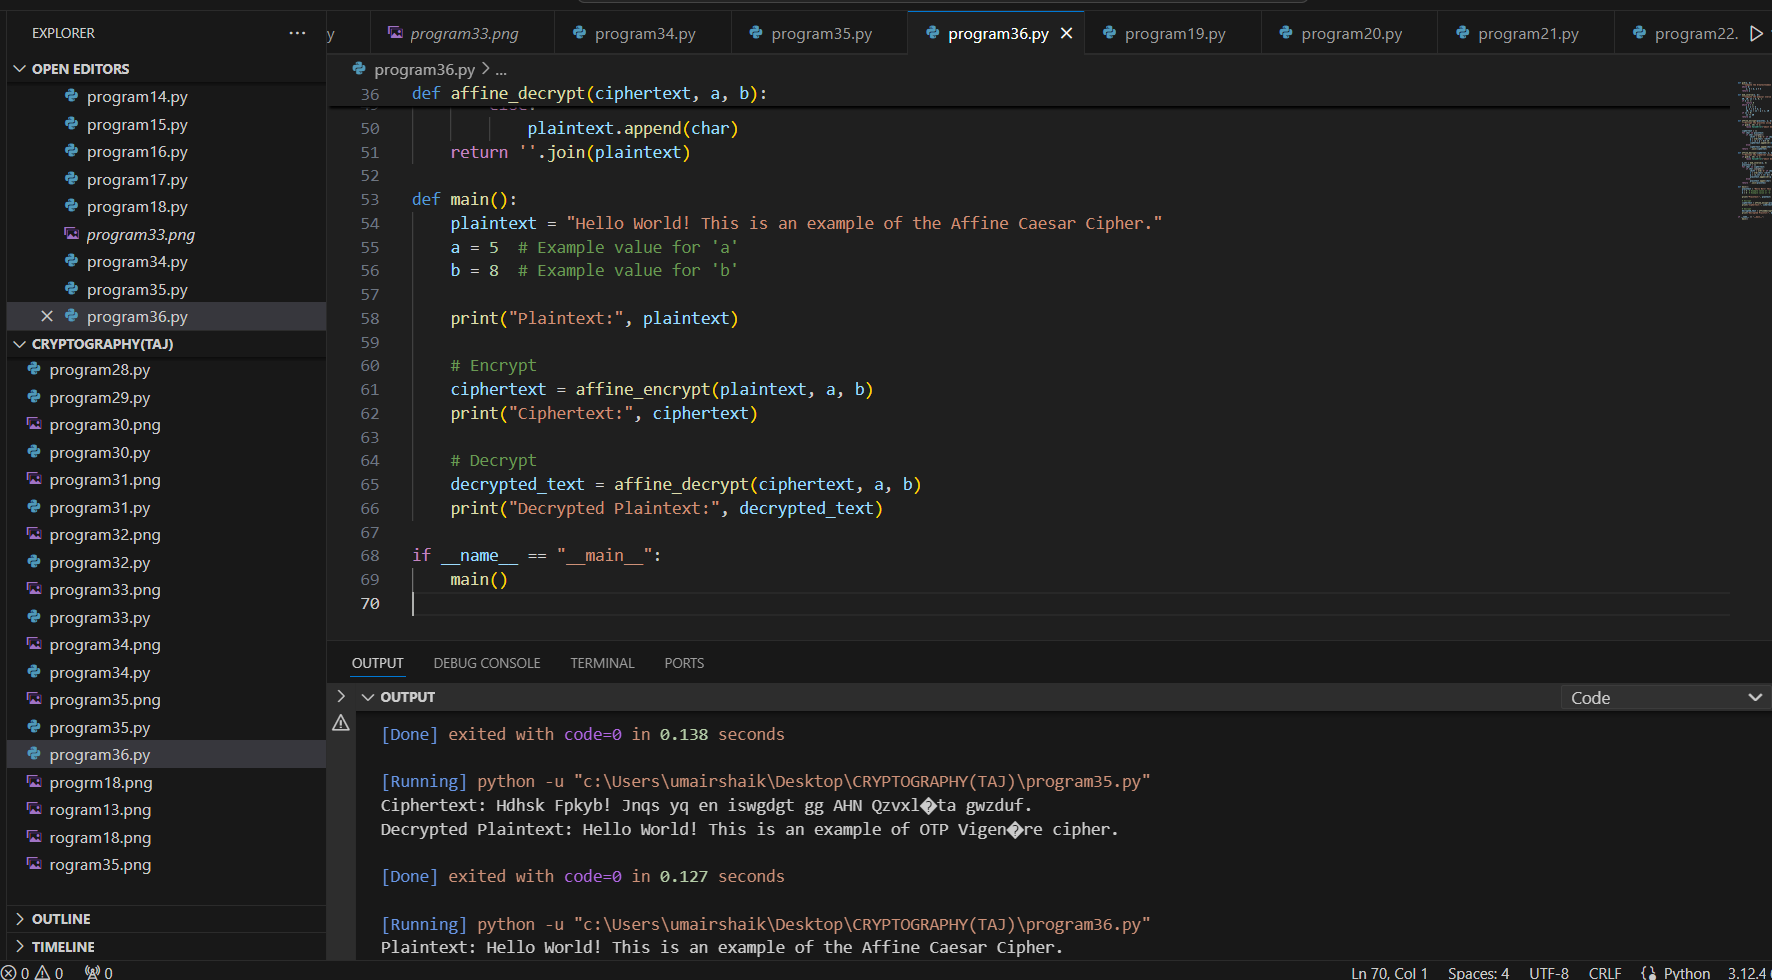 EXPLORER
...
OPEN EDITORS
program14.py
program15.py
program16.py
program17.py
program18.py
program33.png
program34.py
program35.py
program36.py
CRYPTOGRAPHY(TAJ)
program28.py
program29.py
program30.png
program30.py
program31.png
program31.py
program32.png
program32.py
program33.png
program33.py
program34.png
program34.py
program35.png
program35.py
program36.py
progrm18.png
rogram13.png
rogram18.png
rogram35.png
OUTLINE
TIMELINE
y program33.png program34.py program35.py program36.py program19.py program20.py program21.py program22.
program36.py > ...
36 def affine_decrypt(ciphertext, a, b):
50 plaintext.append(char)
51 return ''.join(plaintext)
52
53 def main():
54 plaintext = "Hello World! This is an example of the Affine Caesar Cipher."
55 a = 5  # Example value for 'a'
56 b = 8  # Example value for 'b'
57
58 print("Plaintext:", plaintext)
59
60 # Encrypt
61 ciphertext = affine_encrypt(plaintext, a, b)
62 print("Ciphertext:", ciphertext)
63
64 # Decrypt
65 decrypted_text = affine_decrypt(ciphertext, a, b)
66 print("Decrypted Plaintext:", decrypted_text)
67
68 if __name__ == "__main__":
69 main()
70
OUTPUT DEBUG CONSOLE TERMINAL PORTS
OUTPUT Code
[Done] exited with code=0 in 0.138 seconds
[Running] python -u "c:\Users\umairshaik\Desktop\CRYPTOGRAPHY(TAJ)\program35.py"
Ciphertext: Hdhsk Fpkyb! Jnqs yq en iswgdgt gg AHN Qzvxl�ta gwzduf.
Decrypted Plaintext: Hello World! This is an example of OTP Vigen�re cipher.
[Done] exited with code=0 in 0.127 seconds
[Running] python -u "c:\Users\umairshaik\Desktop\CRYPTOGRAPHY(TAJ)\program36.py"
Plaintext: Hello World! This is an example of the Affine Caesar Cipher.
0 0 0 Ln 70, Col 1 Spaces: 4 UTF-8 CRLF Python 3.12.4